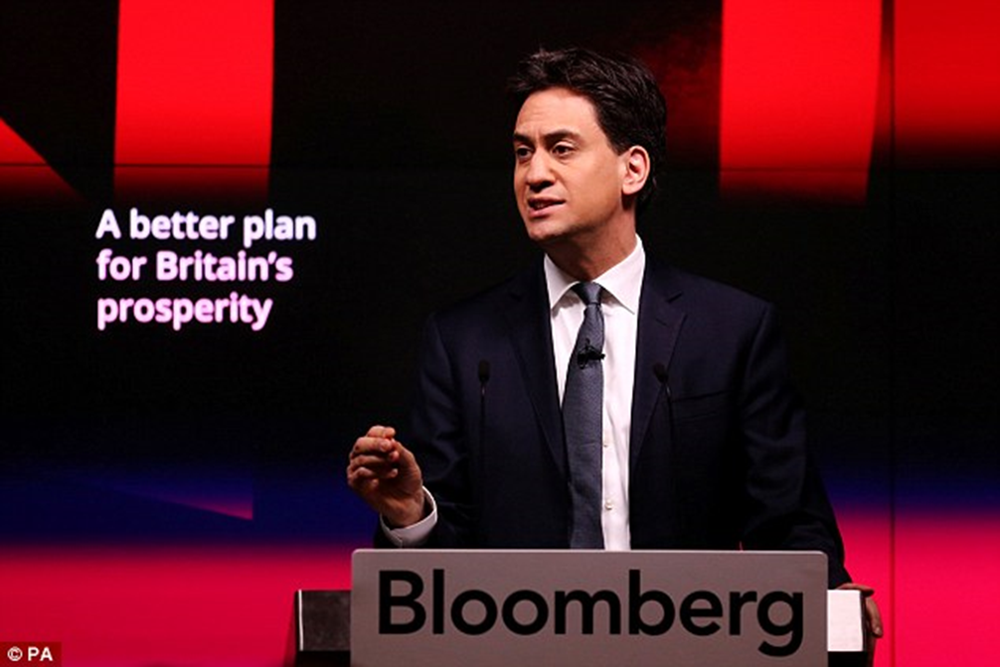 A better plan
for Britain's
prosperity
Bloomberg
© PA